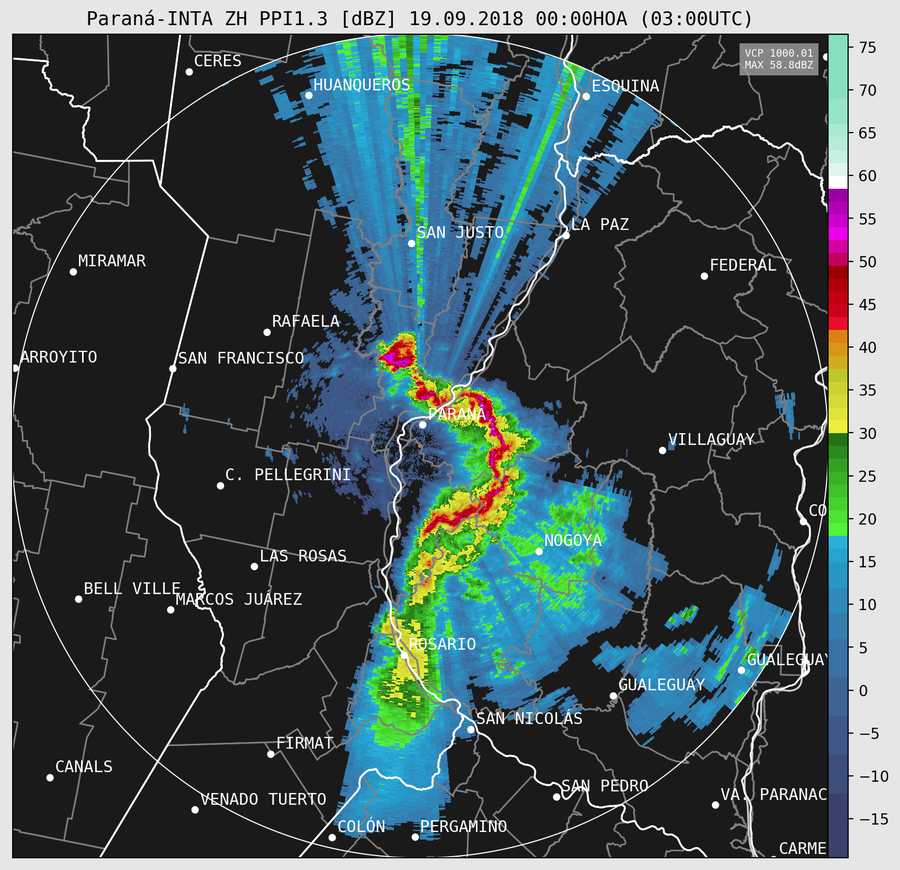 Paraná-INTA ZH PPI1.3 [dBZ] 19.09.2018 00:00HOA (03:00UTC)
VCP 1000.01
MAX 58.8dBZ
CERES
HUANQUEROS
ESQUINA
SAN JUSTO
LA PAZ
MIRAMAR
FEDERAL
RAFAELA
ARROYITO
SAN FRANCISCO
PARANÁ
VILLAGUAY
C. PELLEGRINI
CO
NOGOYA
LAS ROSAS
BELL VILLE
MARCOS JUÁREZ
ROSARIO
GUALEGUAY
GUALEGUAY
SAN NICOLÁS
FIRMAT
CANALS
SAN PEDRO
VENADO TUERTO
VA. PARANAC
COLÓN
PERGAMINO
CARME
75
70
65
60
55
50
45
40
35
30
25
20
15
10
5
0
−5
−10
−15